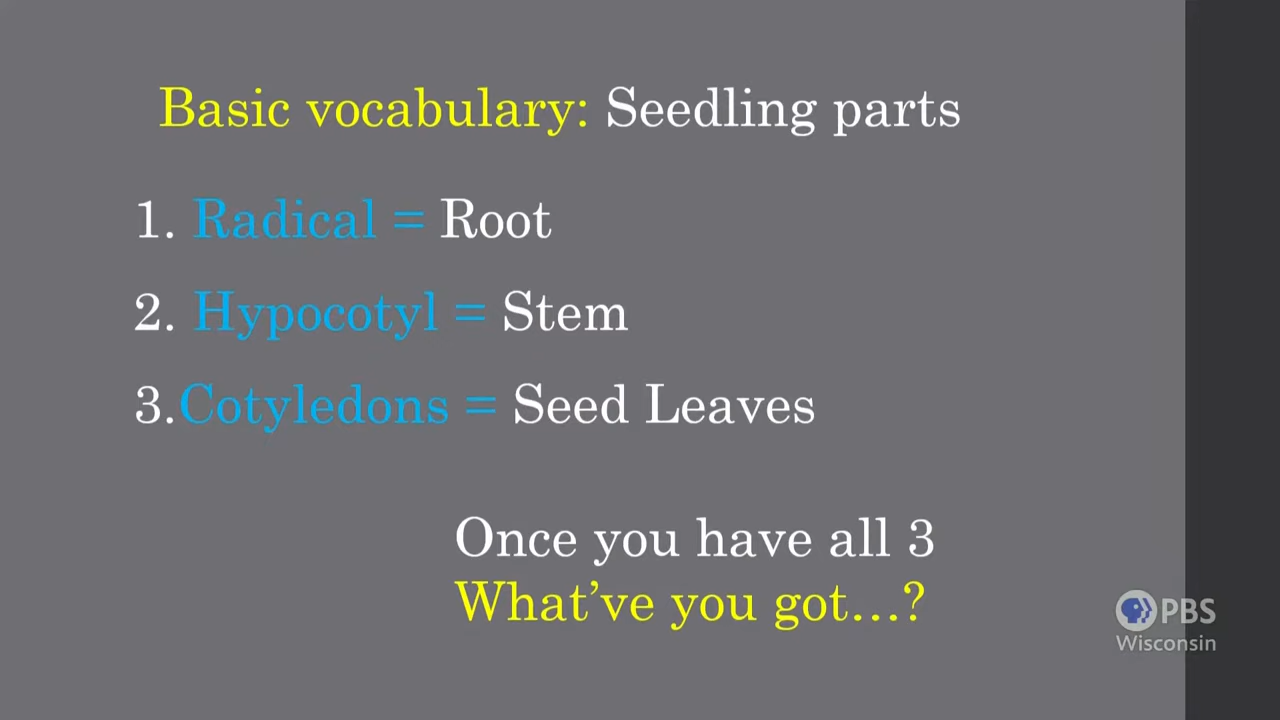 Basic vocabulary: Seedling parts
1. Radical = Root
2. Hypocotyl = Stem
3.Cotyledons = Seed Leaves
Once you have all 3
What’ve you got...?
PBS
Wisconsin